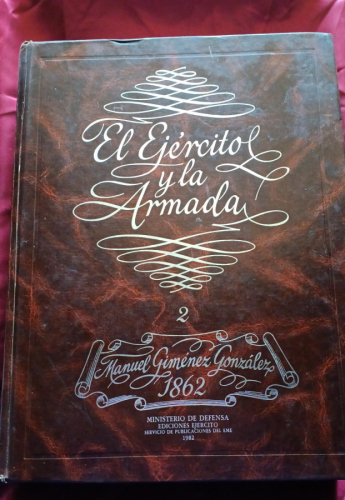 El Ejército
y la
Armada
2
Manuel Giménez González
1862
MINISTERIO DE DEFENSA
EDICIONES EJERCITO
SERVICIO DE PUBLICACIONES DEL EME
1982